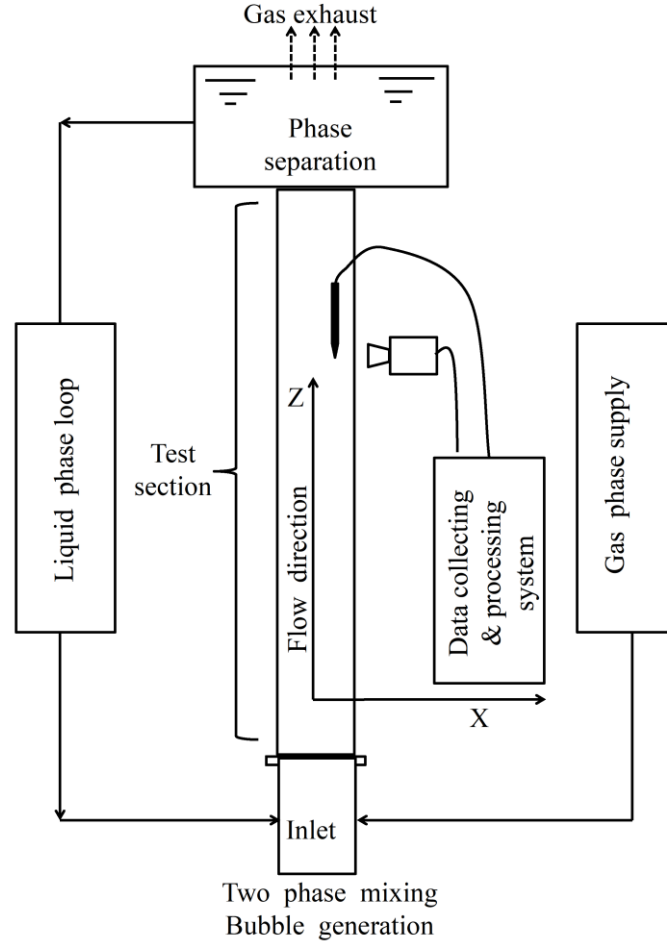 Gas exhaust
Phase
separation
Liquid phase loop
Test
section
Z
Flow direction
X
Data collecting
& processing
system
Gas phase supply
Inlet
Two phase mixing
Bubble generation